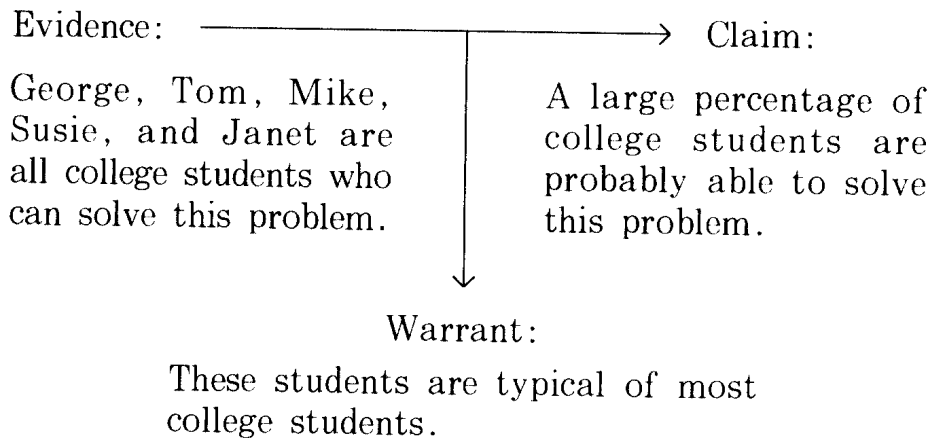 Evidence:
Claim:
George, Tom, Mike,
Susie, and Janet are
all college students who
can solve this problem.
A large percentage of
college students are
probably able to solve
this problem.
Warrant:
These students are typical of most
college students.